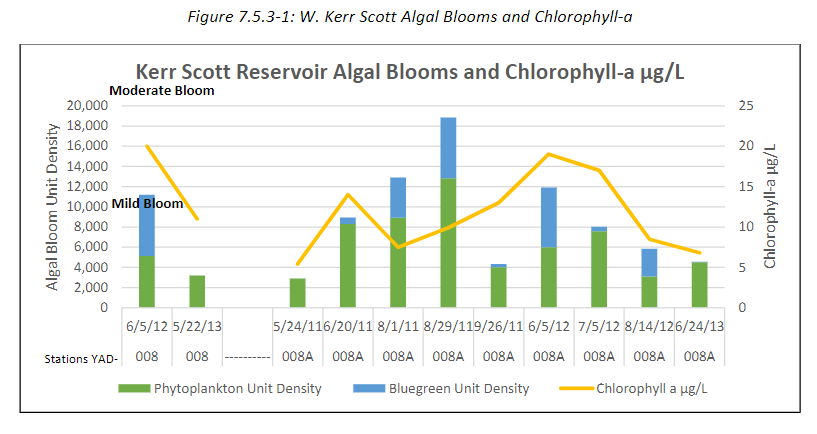 Figure 7.5.3-1: W. Kerr Scott Algal Blooms and Chlorophyll-a
Kerr Scott Reservoir Algal Blooms and Chlorophyll-a µg/L
Moderate Bloom
20,000
18,000
16,000
14,000
12,000
10,000
8,000
6,000
4,000
2,000
0
Algal Bloom Unit Density
Mild Bloom
25
20
15
10
5
0
Chlorophyll-a µg/L
6/5/12 5/22/13 5/24/11 6/20/11 8/1/11 8/29/11 9/26/11 6/5/12 7/5/12 8/14/12 6/24/13
Stations YAD- 008 008 ---------- 008A 008A 008A 008A 008A 008A 008A 008A 008A
Phytoplankton Unit Density Bluegreen Unit Density Chlorophyll a µg/L